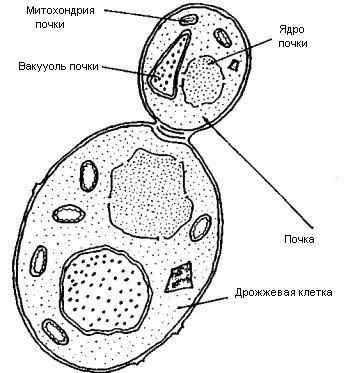 Митохондрия
почки
Ядро
почки
Вакууоль почки
Почка
Дрожжевая клетка